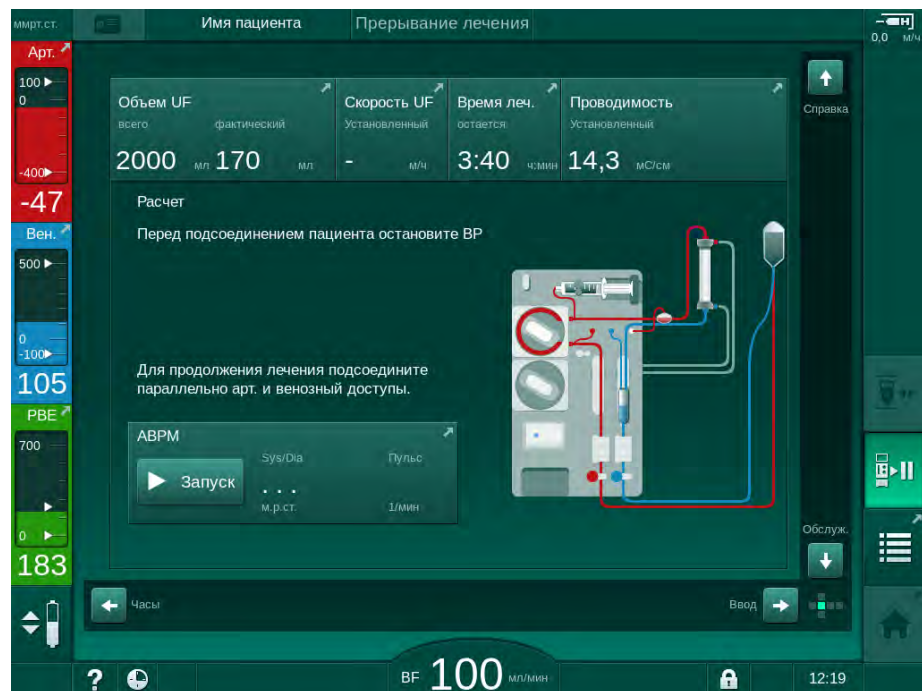 ммрт.ст.
Имя пациента
Прерывание лечения
0,0 м/ч
Арт.
100
0
-400
-47
Вен.
500
0
-100
105
PBE
700
0
183
Объем UF
всего фактический
2000 мл 170 мл
Скорость UF
Установленный
- м/ч
Время леч.
остается
3:40 ч:мин
Проводимость
Установленный
14,3 мС/см
Справка
Расчет
Перед подсоединением пациента остановите BP
Для продолжения лечения подсоедините
параллельно арт. и венозный доступы.
ABPM
Sys/Dia Пульс
Запуск
. . .
м.р.ст. 1/мин
Обслуж.
Часы
Ввод
? BF 100 мл/мин 12:19